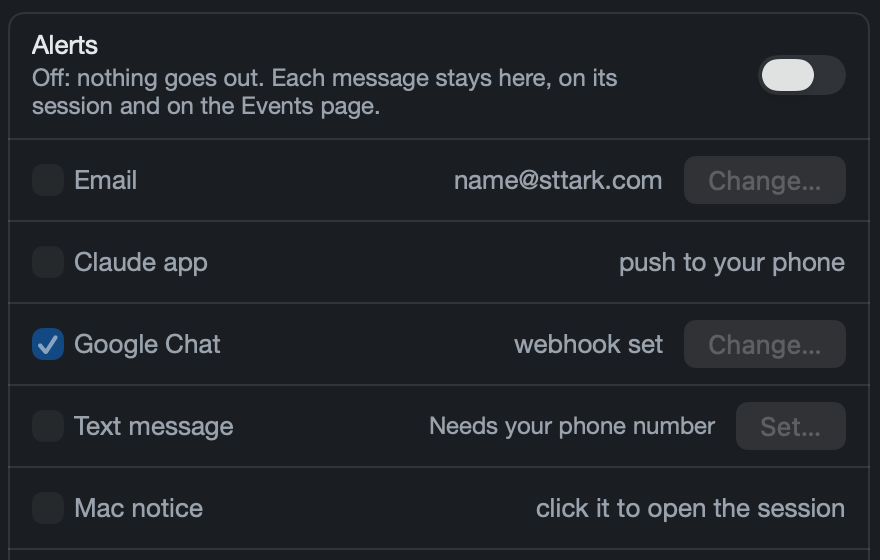 Alerts
Off: nothing goes out. Each message stays here, on its
session and on the Events page.
Email name@sttark.com Change...
Claude app push to your phone
Google Chat webhook set Change...
Text message Needs your phone number Set...
Mac notice click it to open the session